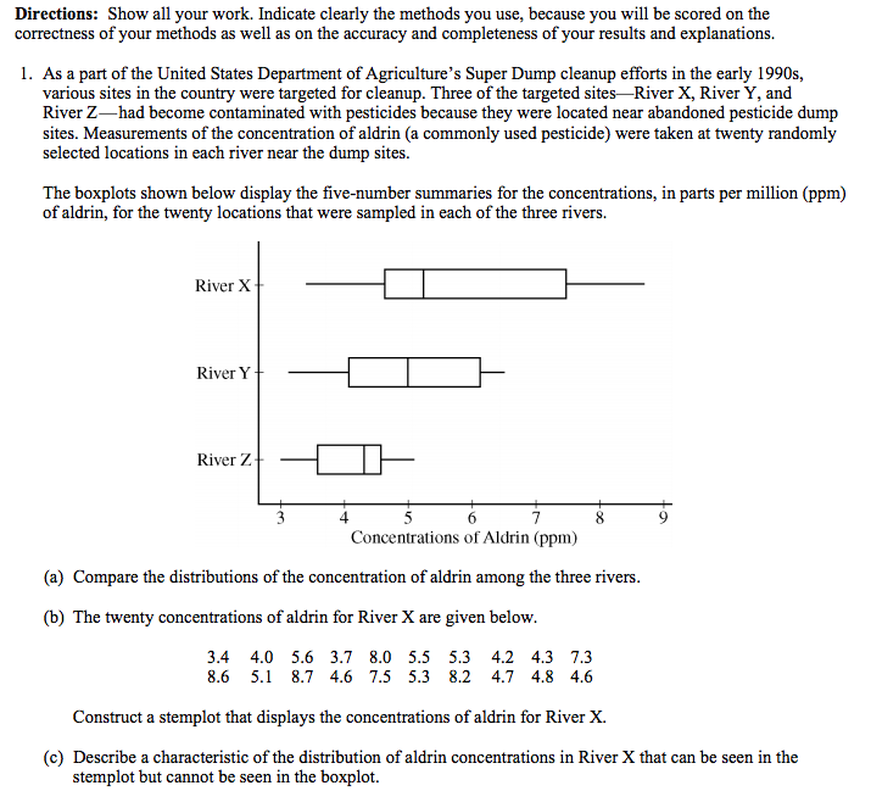 Directions: Show all your work. Indicate clearly the methods you use, because you will be scored on the
correctness of your methods as well as on the accuracy and completeness of your results and explanations.
1. As a part of the United States Department of Agriculture's Super Dump cleanup efforts in the early 1990s,
various sites in the country were targeted for cleanup. Three of the targeted sites—River X, River Y, and
River Z—had become contaminated with pesticides because they were located near abandoned pesticide dump
sites. Measurements of the concentration of aldrin (a commonly used pesticide) were taken at twenty randomly
selected locations in each river near the dump sites.
The boxplots shown below display the five-number summaries for the concentrations, in parts per million (ppm)
of aldrin, for the twenty locations that were sampled in each of the three rivers.
River X
River Y
River Z
3 4 5 6 7 8 9
Concentrations of Aldrin (ppm)
(a) Compare the distributions of the concentration of aldrin among the three rivers.
(b) The twenty concentrations of aldrin for River X are given below.
3.4 4.0 5.6 3.7 8.0 5.5 5.3 4.2 4.3 7.3
8.6 5.1 8.7 4.6 7.5 5.3 8.2 4.7 4.8 4.6
Construct a stemplot that displays the concentrations of aldrin for River X.
(c) Describe a characteristic of the distribution of aldrin concentrations in River X that can be seen in the
stemplot but cannot be seen in the boxplot.